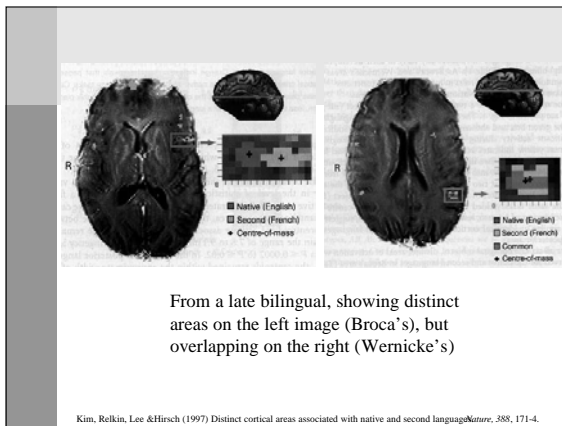 R
R
Native (English)
Second (French)
Centre-of-mass
Native (English)
Second (French)
Common
Centre-of-mass
From a late bilingual, showing distinct
areas on the left image (Broca's), but
overlapping on the right (Wernicke's)
Kim, Relkin, Lee &Hirsch (1997) Distinct cortical areas associated with native and second languages Nature, 388, 171-4.